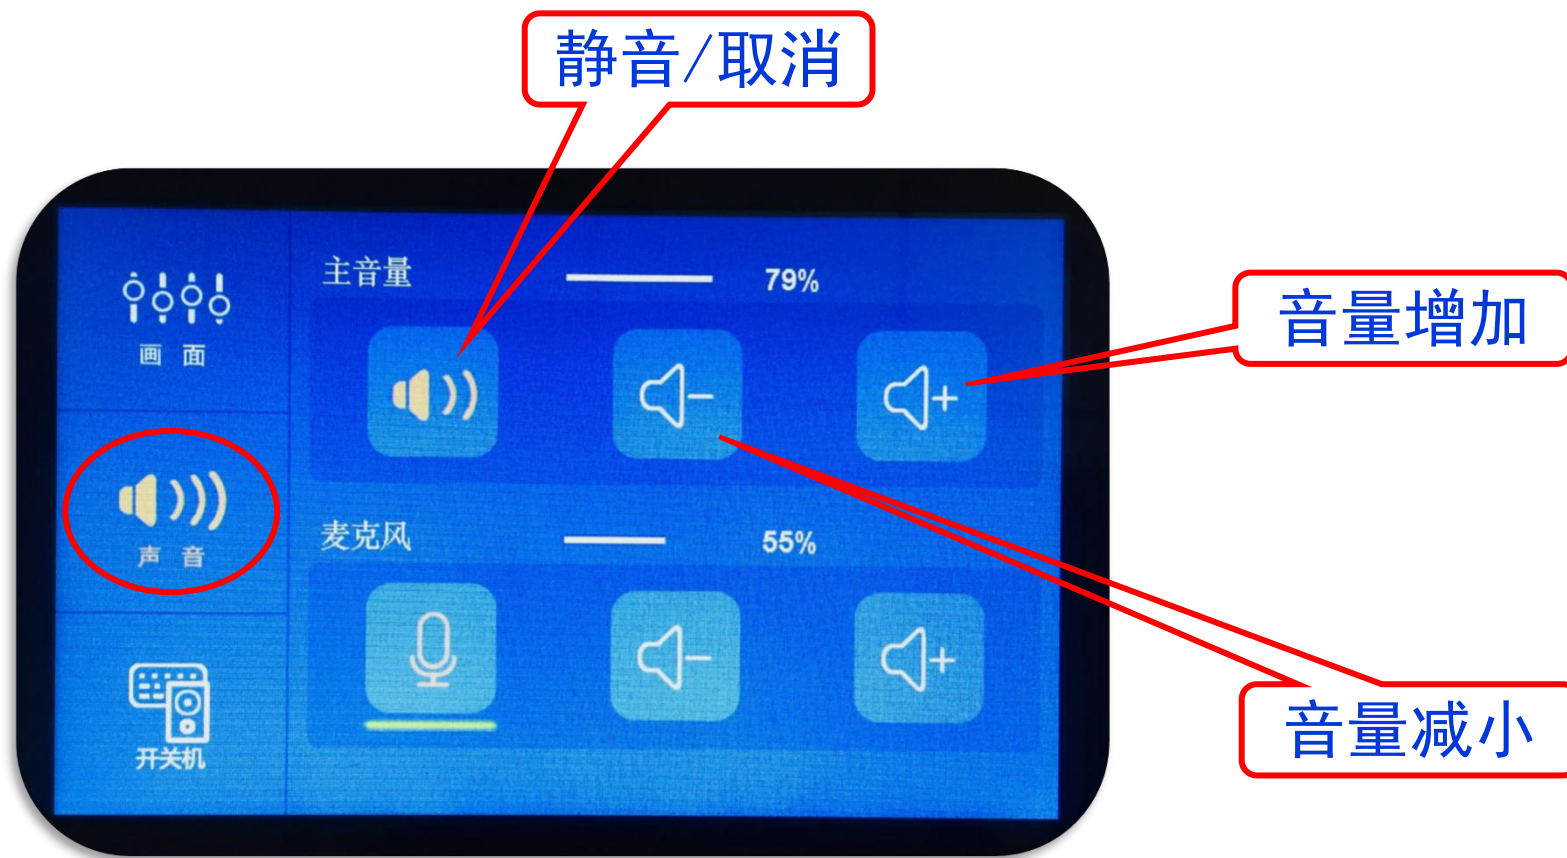 静音/取消
主音量 79%
画 面
音量增加
声 音
麦克风 55%
开关机
音量减小